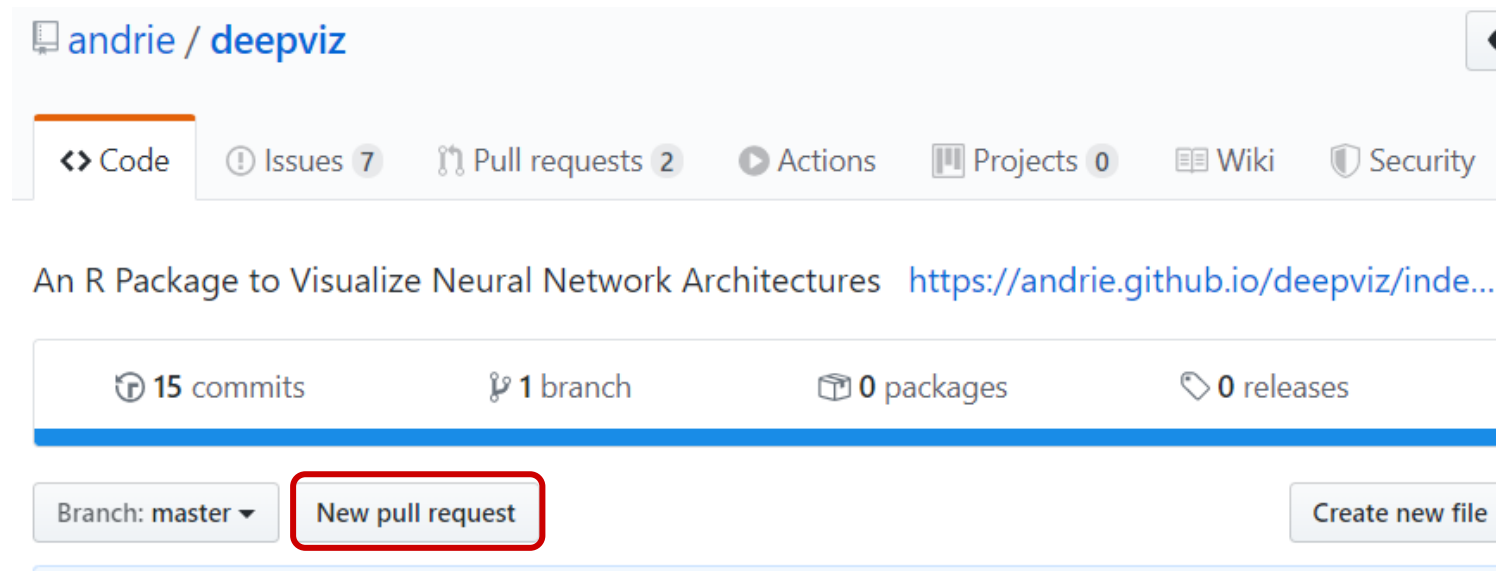 andrie / deepviz
<> Code Issues 7 Pull requests 2 Actions Projects 0 Wiki Security
An R Package to Visualize Neural Network Architectures https://andrie.github.io/deepviz/inde...
15 commits 1 branch 0 packages 0 releases
Branch: master New pull request Create new file